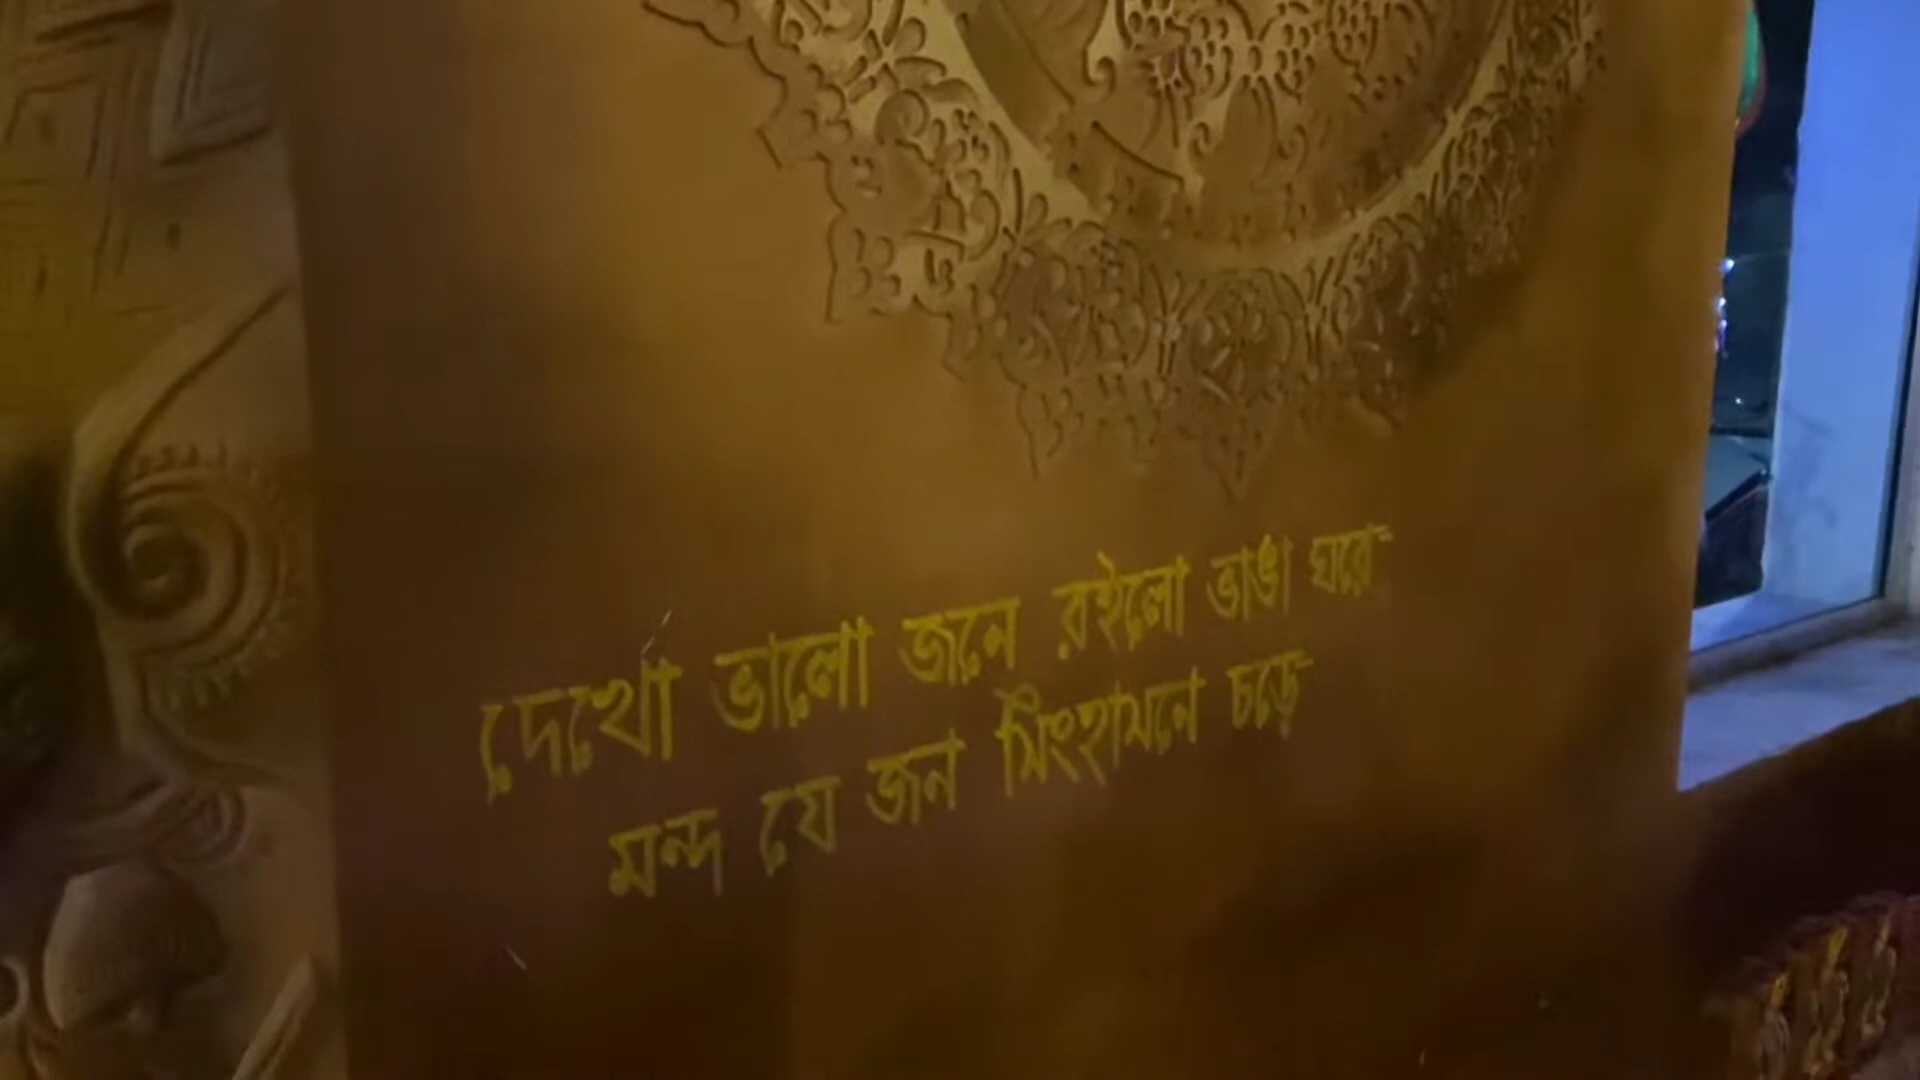 দেখো ভালো জনে রইলো ভাঙা ঘরে
মন্দ যে জন সিংহাসনে চড়ে